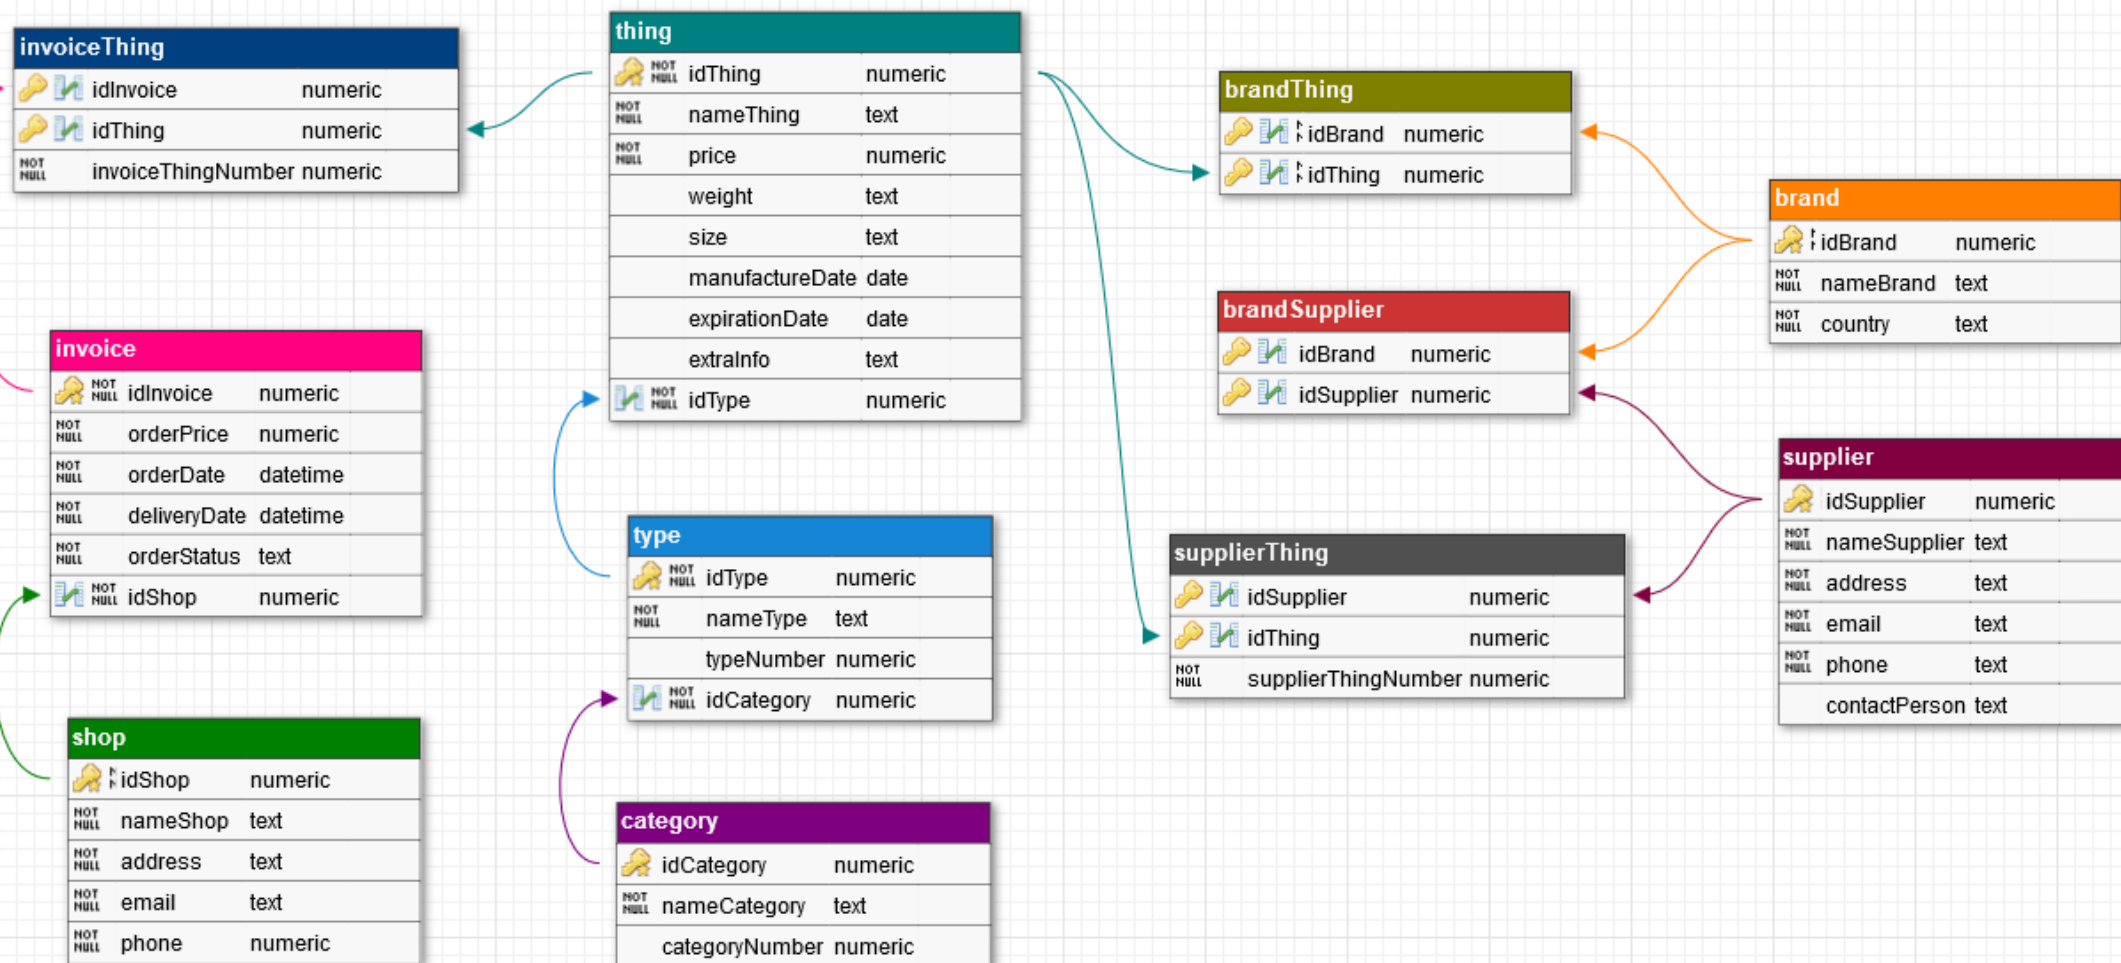 invoiceThing
idInvoice numeric
idThing numeric
NOT NULL invoiceThingNumber numeric
thing
NOT NULL idThing numeric
NOT NULL nameThing text
NOT NULL price numeric
weight text
size text
manufactureDate date
expirationDate date
extraInfo text
NOT NULL idType numeric
brandThing
idBrand numeric
idThing numeric
brand
idBrand numeric
NOT NULL nameBrand text
NOT NULL country text
brandSupplier
idBrand numeric
idSupplier numeric
invoice
NOT NULL idInvoice numeric
NOT NULL orderPrice numeric
NOT NULL orderDate datetime
NOT NULL deliveryDate datetime
NOT NULL orderStatus text
NOT NULL idShop numeric
supplier
idSupplier numeric
NOT NULL nameSupplier text
NOT NULL address text
NOT NULL email text
NOT NULL phone text
contactPerson text
type
NOT NULL idType numeric
NOT NULL nameType text
typeNumber numeric
NOT NULL idCategory numeric
supplierThing
idSupplier numeric
idThing numeric
NOT NULL supplierThingNumber numeric
shop
idShop numeric
NOT NULL nameShop text
NOT NULL address text
NOT NULL email text
NOT NULL phone numeric
category
idCategory numeric
NOT NULL nameCategory text
categoryNumber numeric